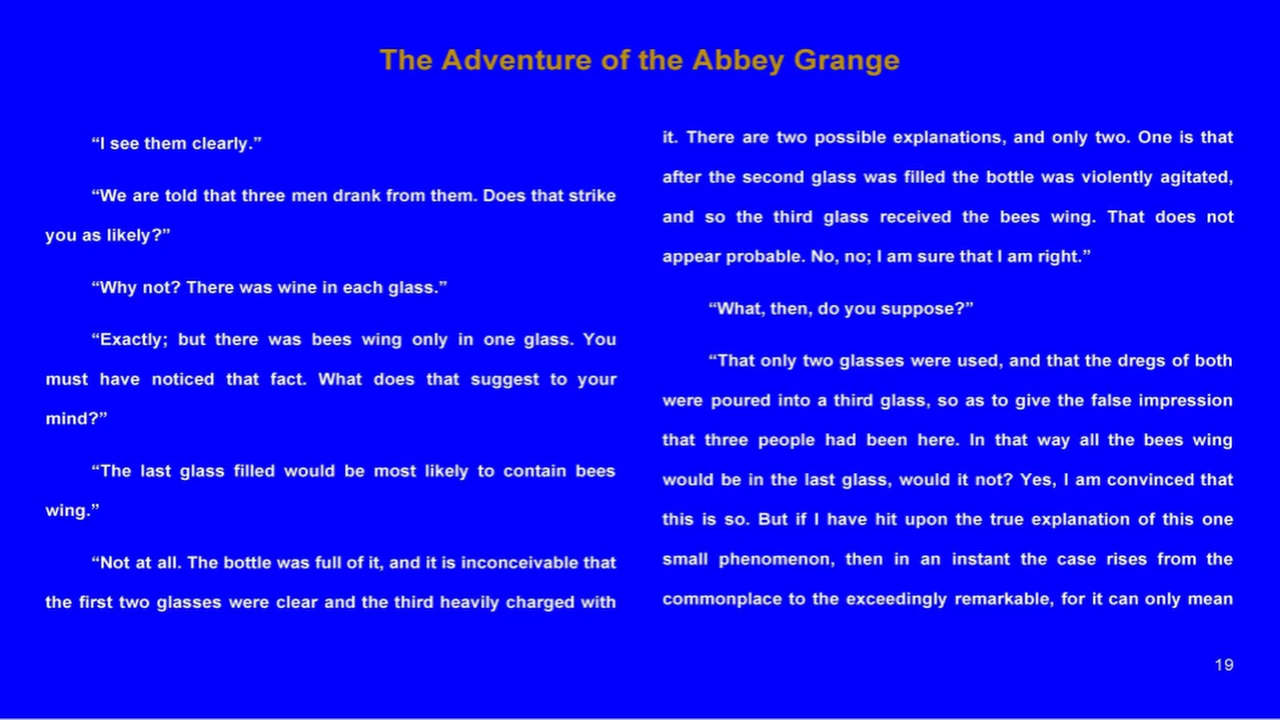 The Adventure of the Abbey Grange
“I see them clearly.”
“We are told that three men drank from them. Does that strike
you as likely?”
“Why not? There was wine in each glass.”
“Exactly; but there was bees wing only in one glass. You
must have noticed that fact. What does that suggest to your
mind?”
“The last glass filled would be most likely to contain bees
wing.”
“Not at all. The bottle was full of it, and it is inconceivable that
the first two glasses were clear and the third heavily charged with
it. There are two possible explanations, and only two. One is that
after the second glass was filled the bottle was violently agitated,
and so the third glass received the bees wing. That does not
appear probable. No, no; I am sure that I am right.”
“What, then, do you suppose?”
“That only two glasses were used, and that the dregs of both
were poured into a third glass, so as to give the false impression
that three people had been here. In that way all the bees wing
would be in the last glass, would it not? Yes, I am convinced that
this is so. But if I have hit upon the true explanation of this one
small phenomenon, then in an instant the case rises from the
commonplace to the exceedingly remarkable, for it can only mean
19